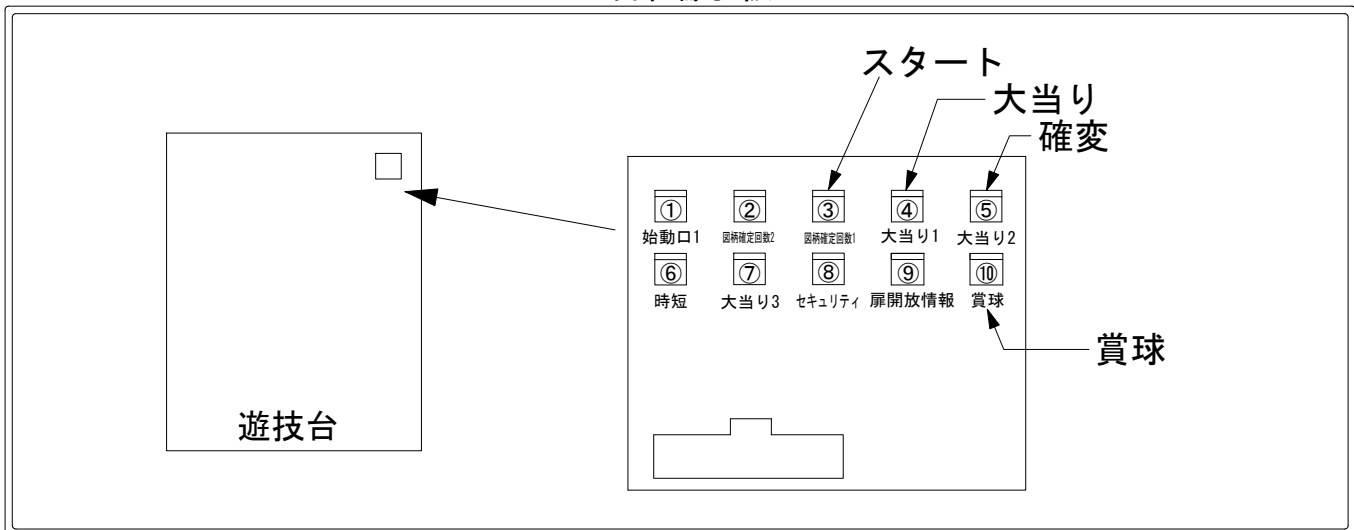 スタート
大当り
確変
① ② ③ ④ ⑤
始動口1 図柄確定回数2 図柄確定回数1 大当り1 大当り2
⑥ ⑦ ⑧ ⑨ ⑩
時短 大当り3 セキュリティ 扉開放情報 賞球
賞球
遊技台